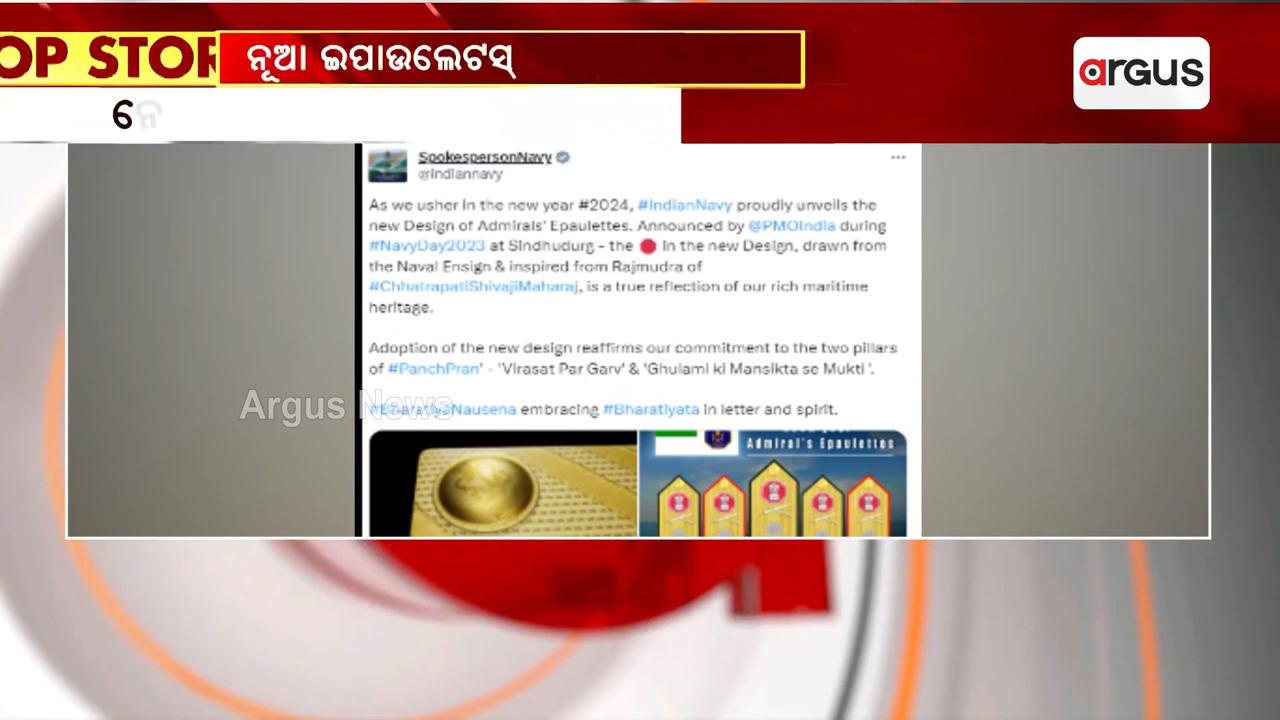 OP STOR
ନୂଆ ଇପାଉଲେଟସ୍
ନେ
argus
SpokespersonNavy
@indiannavy
As we usher in the new year #2024, #IndianNavy proudly unveils the
new Design of Admirals' Epaulettes. Announced by @PMOIndia during
#NavyDay2023 at Sindhudurg - the 🔴 in the new Design, drawn from
the Naval Ensign & inspired from Rajmudra of
#ChhatrapatiShivajiMaharaj, is a true reflection of our rich maritime
heritage.
Adoption of the new design reaffirms our commitment to the two pillars
of #PanchPran' - 'Virasat Par Garv' & 'Ghulami ki Mansikta se Mukti '.
#BharatiyaNausena embracing #Bharatiyata in letter and spirit.
Argus News
Admiral's Epaulettes